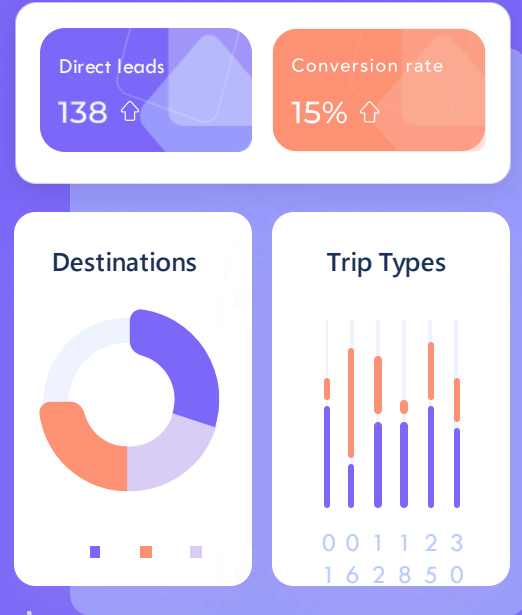 Direct leads
138
Conversion rate
15%
Destinations
Trip Types
0 0 1 1 2 3
1 6 2 8 5 0